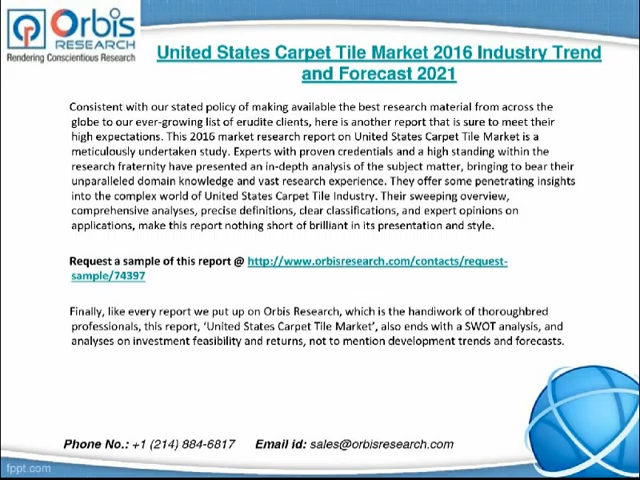 Orbis
RESEARCH
Rendering Conscientious Research
United States Carpet Tile Market 2016 Industry Trend
and Forecast 2021
Consistent with our stated policy of making available the best research material from across the
globe to our ever-growing list of erudite clients, here is another report that is sure to meet their
high expectations. This 2016 market research report on United States Carpet Tile Market is a
meticulously undertaken study. Experts with proven credentials and a high standing within the
research fraternity have presented an in-depth analysis of the subject matter, bringing to bear their
unparalleled domain knowledge and vast research experience. They offer some penetrating insights
into the complex world of United States Carpet Tile Industry. Their sweeping overview,
comprehensive analyses, precise definitions, clear classifications, and expert opinions on
applications, make this report nothing short of brilliant in its presentation and style.
Request a sample of this report @ http://www.orbisresearch.com/contacts/request-
sample/74397
Finally, like every report we put up on Orbis Research, which is the handiwork of thoroughbred
professionals, this report, ‘United States Carpet Tile Market’, also ends with a SWOT analysis, and
analyses on investment feasibility and returns, not to mention development trends and forecasts.
Phone No.: +1 (214) 884-6817 Email id: sales@orbisresearch.com
fppt.com